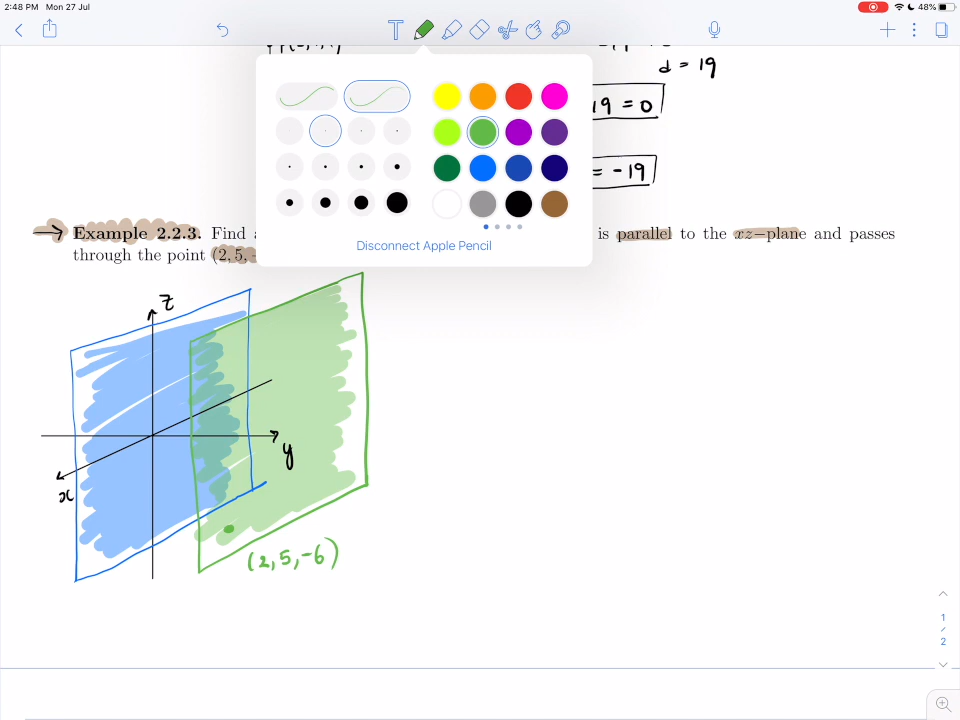 2:48 PM Mon 27 Jul
48%
T
d = 19
19 = 0
= -19
Disconnect Apple Pencil
→ Example 2.2.3. Find is parallel to the xz−plane and passes
through the point (2, 5,
z
y
x
(2,5,-6)
1
/
2